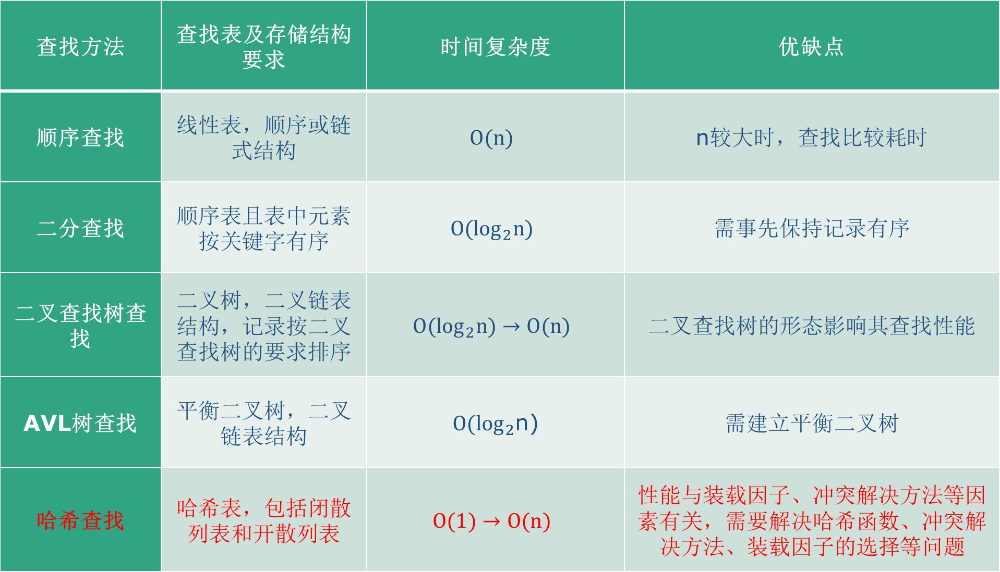 查找方法
查找表及存储结构
要求
时间复杂度
优缺点
顺序查找
线性表，顺序或链
式结构
O(n)
n较大时，查找比较耗时
二分查找
顺序表且表中元素
按关键字有序
O(log₂n)
需事先保持记录有序
二叉查找树查
找
二叉树，二叉链表
结构，记录按二叉
查找树的要求排序
O(log₂n) → O(n)
二叉查找树的形态影响其查找性能
AVL树查找
平衡二叉树，二叉
链表结构
O(log₂n)
需建立平衡二叉树
哈希查找
哈希表，包括闭散
列表和开散列表
O(1) → O(n)
性能与装载因子、冲突解决方法等因
素有关，需要解决哈希函数、冲突解
决方法、装载因子的选择等问题